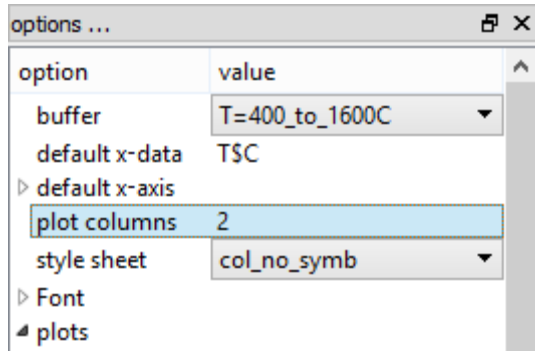 options ...
option value
buffer T=400_to_1600C
default x-data T$C
default x-axis
plot columns 2
style sheet col_no_symb
Font
plots